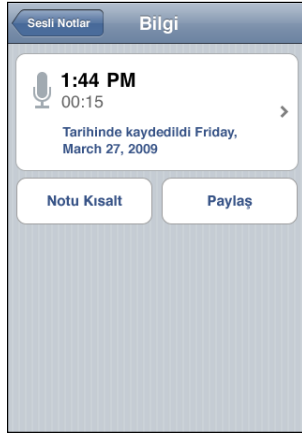 Sesli Notlar
Bilgi
1:44 PM
00:15
Tarihinde kaydedildi Friday,
March 27, 2009
Notu Kısalt
Paylaş